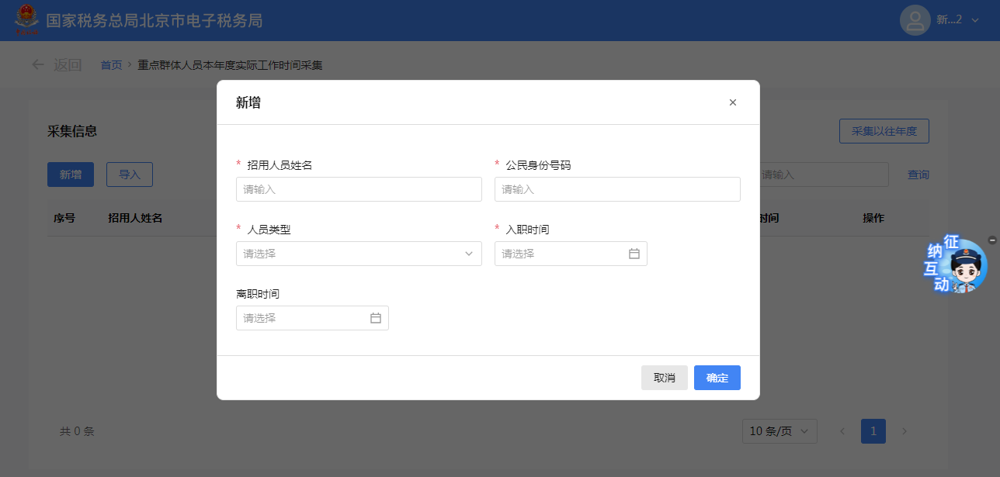 国家税务总局北京市电子税务局
新...2
返回
首页 › 重点群体人员本年度实际工作时间采集
新增
采集信息
采集以往年度
新增
导入
请输入
查询
* 招用人员姓名
* 公民身份号码
请输入
请输入
序号
招用人姓名
时间
操作
* 人员类型
* 入职时间
请选择
请选择
征
纳
互
动
离职时间
请选择
取消
确定
共 0 条
10 条/页
1